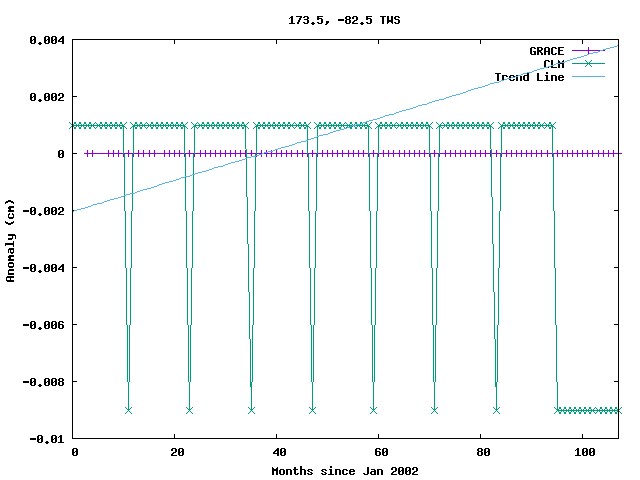 173.5, -82.5 TWS
GRACE
CLM
Trend Line
0.004
0.002
0
-0.002
-0.004
-0.006
-0.008
-0.01
Anomaly (cm)
0 20 40 60 80 100
Months since Jan 2002